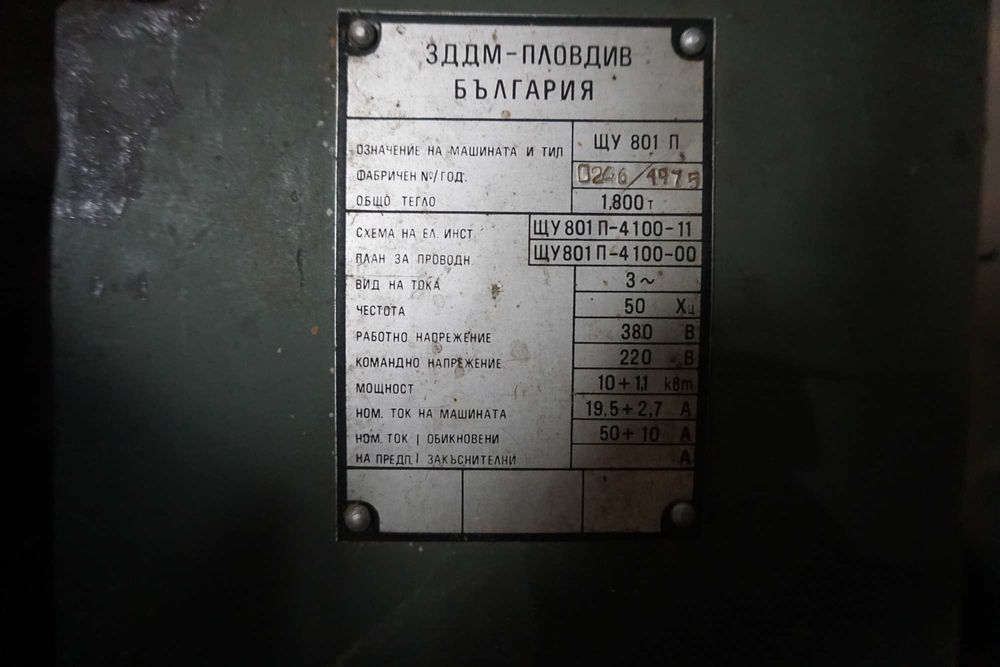 ЗДДМ-ПЛОВДИВ
БЪЛГАРИЯ
ОЗНАЧЕНИЕ НА МАШИНАТА И ТИП ЩУ 801 П
ФАБРИЧЕН №/ГОД. 0246/1975
ОБЩО ТЕГЛО 1,800 т
СХЕМА НА ЕЛ. ИНСТ. ЩУ801П-4100-11
ПЛАН ЗА ПРОВОДН. ЩУ801П-4100-00
ВИД НА ТОКА 3~
ЧЕСТОТА 50 Хц
РАБОТНО НАПРЕЖЕНИЕ 380 В
КОМАНДНО НАПРЕЖЕНИЕ 220 В
МОЩНОСТ 10+1.1 квт
НОМ. ТОК НА МАШИНАТА 19,5+2,7 А
НОМ. ТОК | ОБИКНОВЕНИ 50+10 А
НА ПРЕДП. | ЗАКЪСНИТЕЛНИ А